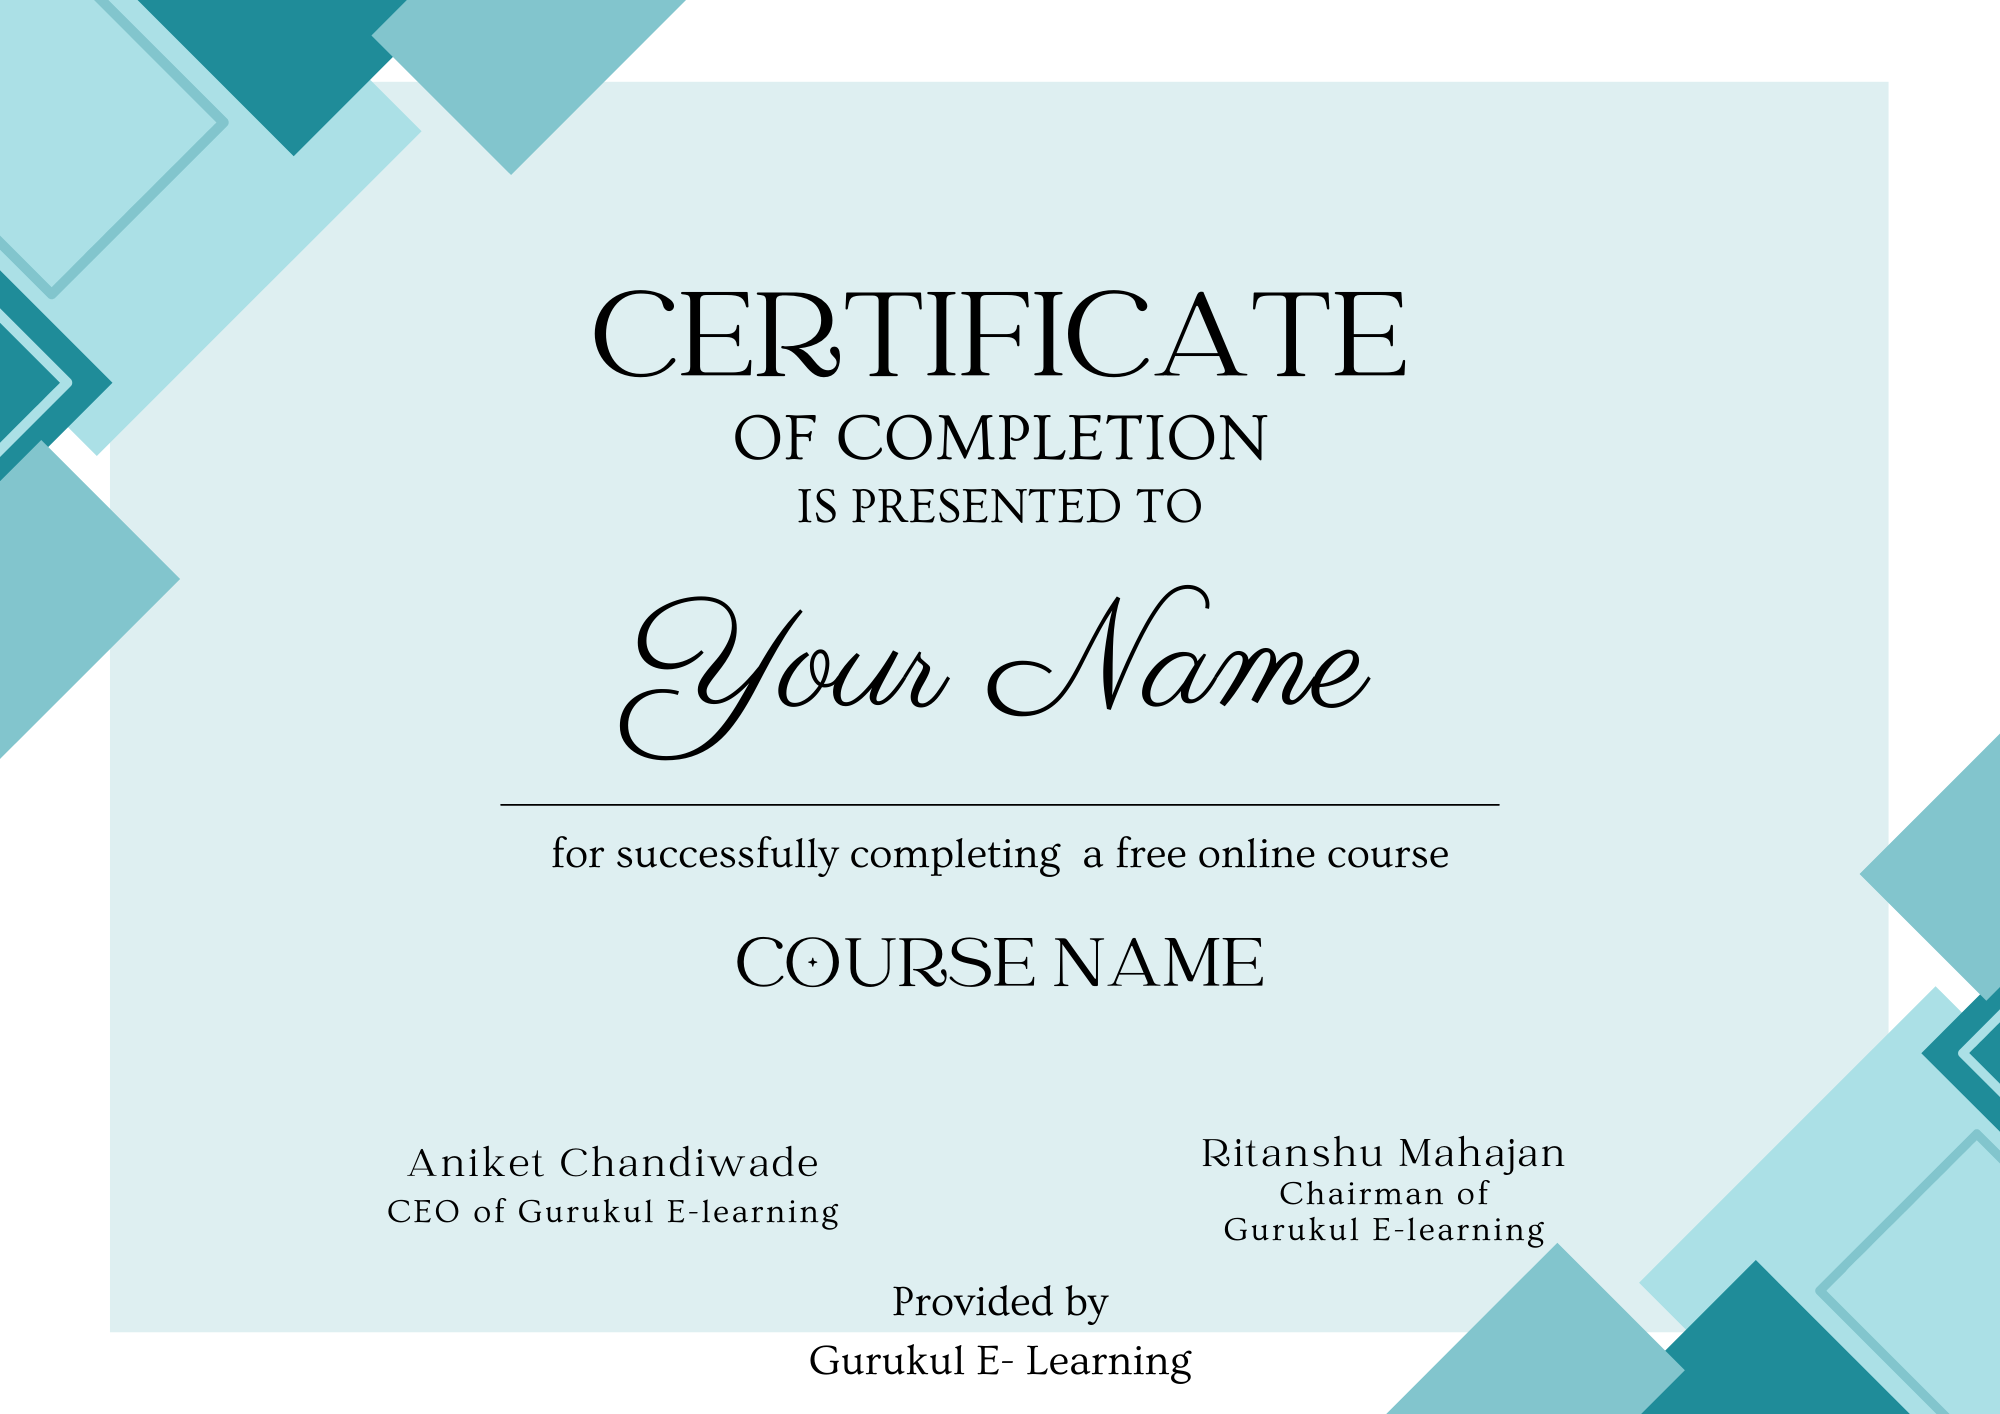 CERTIFICATE
OF COMPLETION
IS PRESENTED TO
Your Name
for successfully completing  a free online course
COURSE NAME
Aniket Chandiwade
CEO of Gurukul E-learning
Ritanshu Mahajan
Chairman of
Gurukul E-learning
Provided by
Gurukul E- Learning